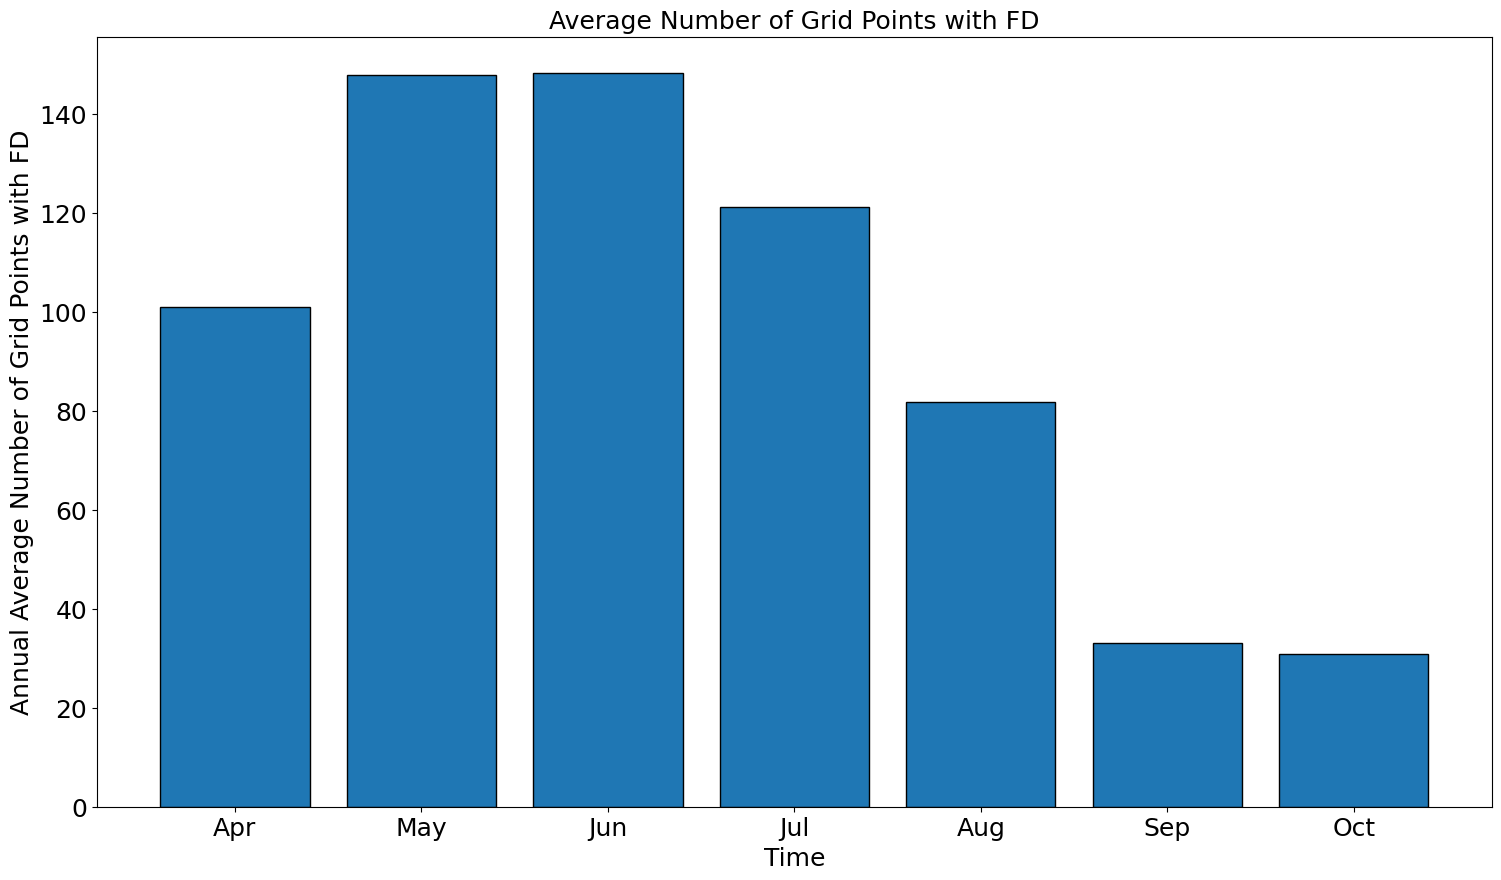 Average Number of Grid Points with FD
Annual Average Number of Grid Points with FD
140
120
100
80
60
40
20
0
Apr May Jun Jul Aug Sep Oct
Time